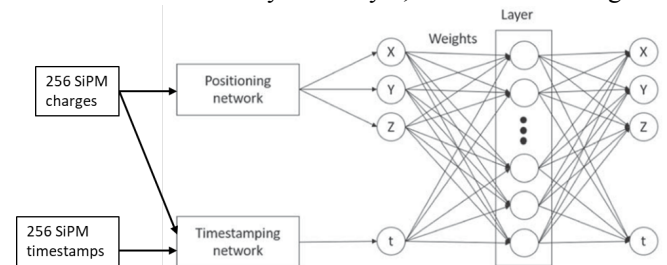 Layer
Weights
X
X
256 SiPM
charges
Positioning
network
Y
Y
Z
Z
256 SiPM
timestamps
Timestamping
network
t
t